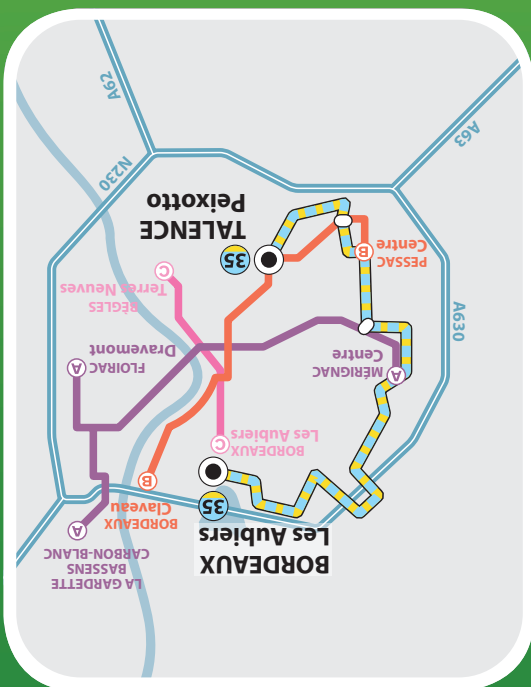 LA GARDETTE
BASSENS
CARBON-BLANC
A
BORDEAUX
Les Aubiers
35
BORDEAUX
Claveau
B
BORDEAUX
Les Aubiers
C
MÉRIGNAC
Centre
A
FLOIRAC
Dravemont
A
A630
BÈGLES
Terres Neuves
C
PESSAC
Centre
B
35
TALENCE
Peixotto
N230
A63
A62